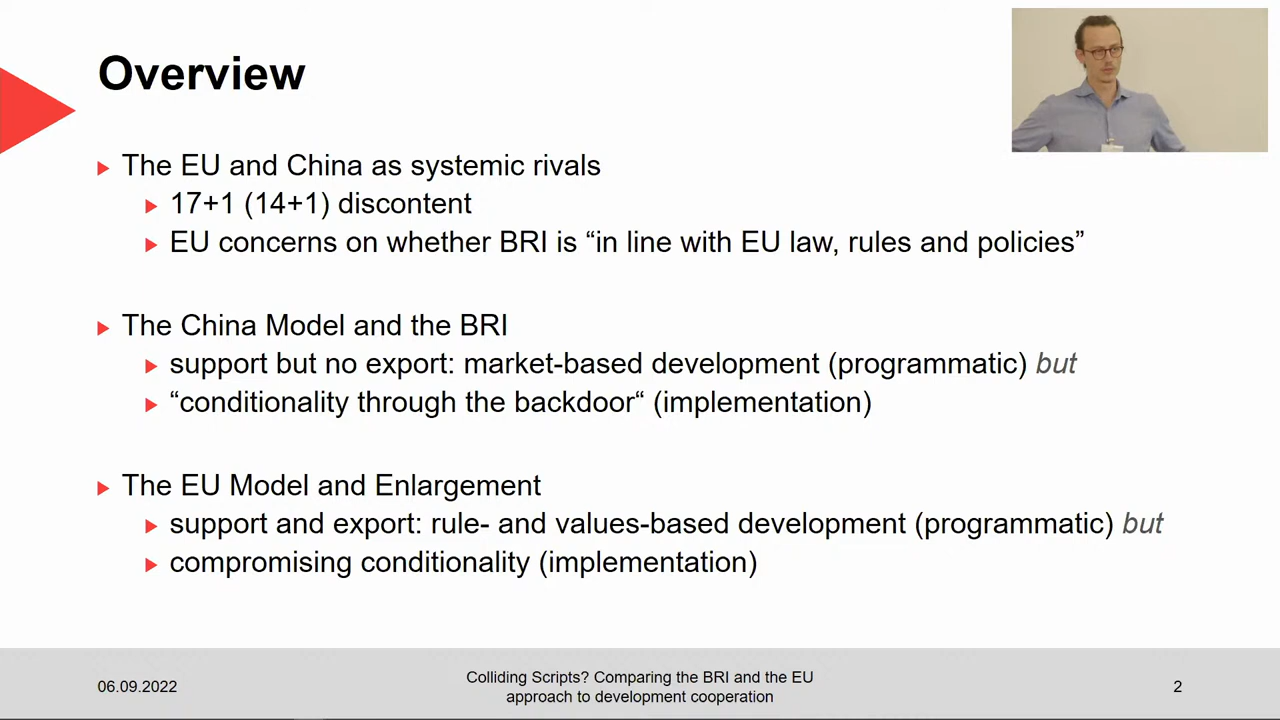 Overview
The EU and China as systemic rivals
17+1 (14+1) discontent
EU concerns on whether BRI is “in line with EU law, rules and policies”
The China Model and the BRI
support but no export: market-based development (programmatic) but
“conditionality through the backdoor“ (implementation)
The EU Model and Enlargement
support and export: rule- and values-based development (programmatic) but
compromising conditionality (implementation)
06.09.2022
Colliding Scripts? Comparing the BRI and the EU
approach to development cooperation
2